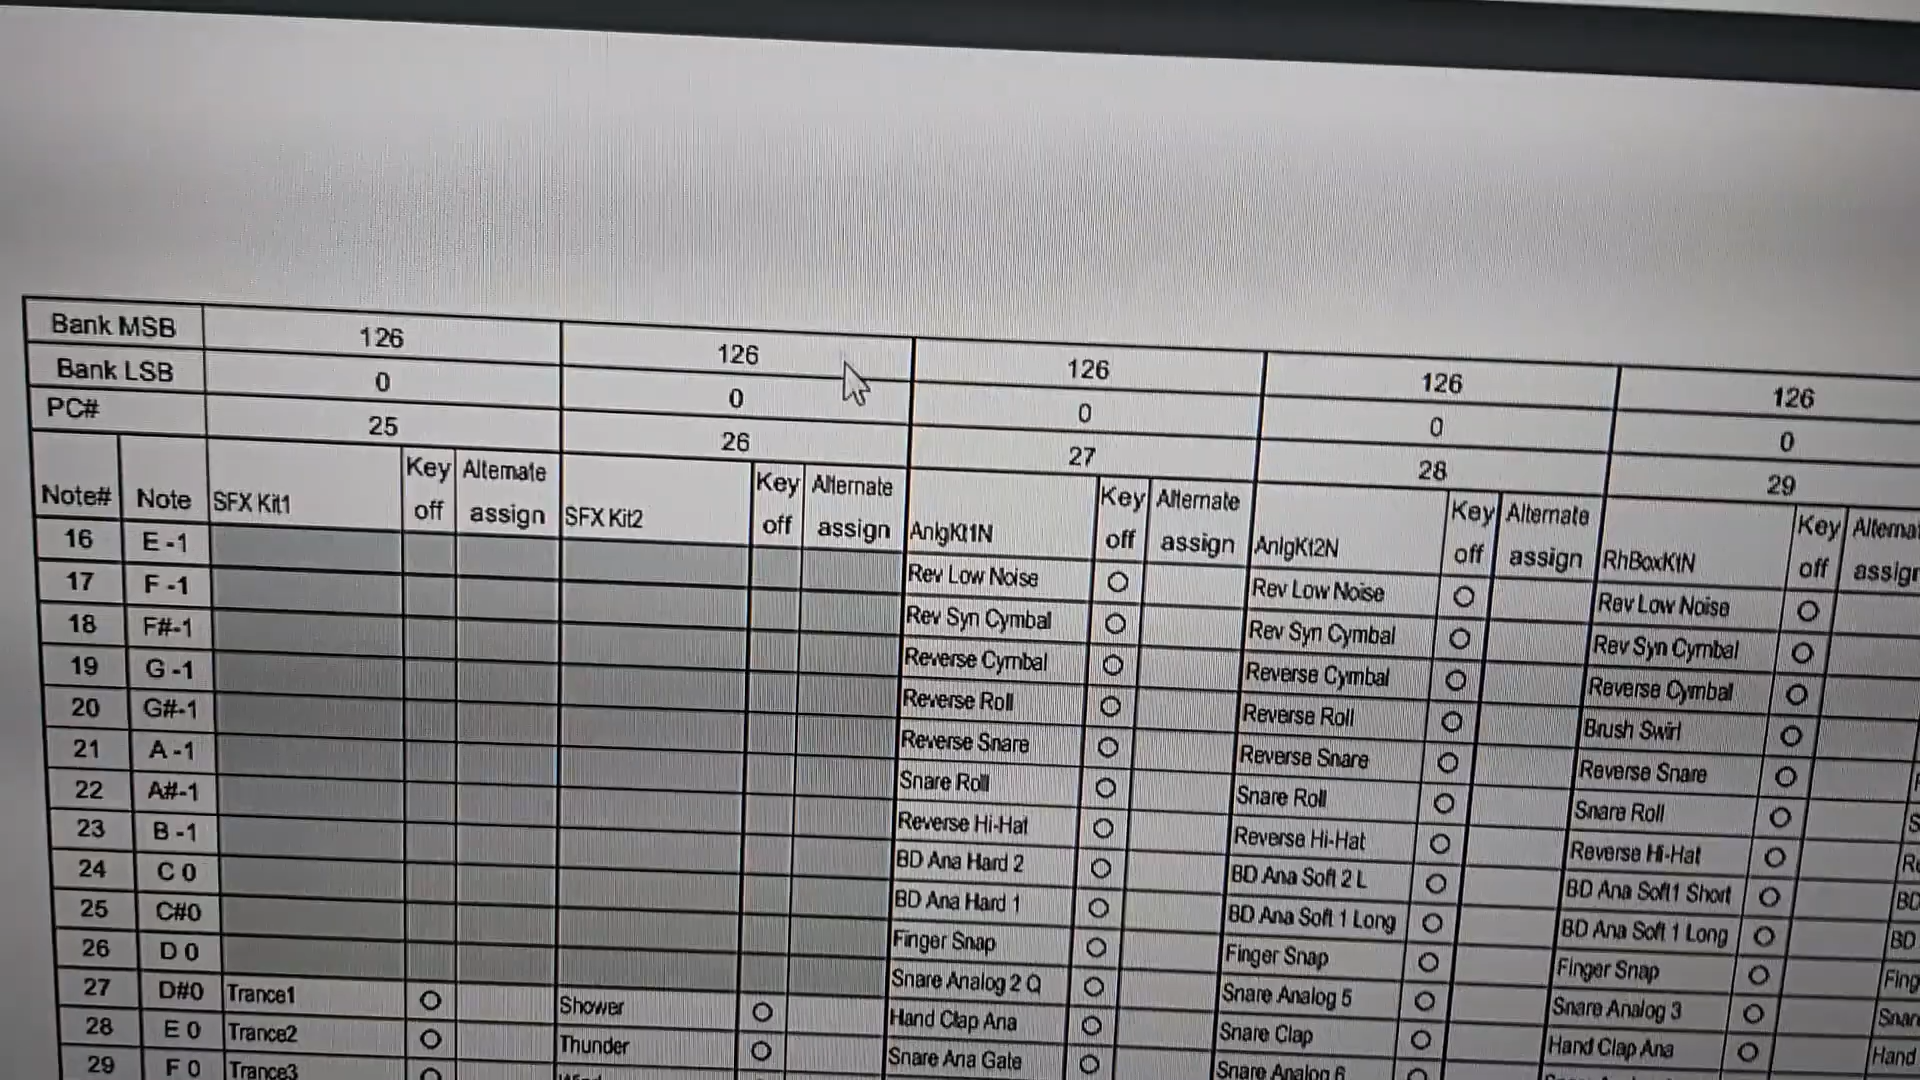 Bank MSB 126 126 126 126 126
Bank LSB 0 0 0 0 0
PC# 25 26 27 28 29
Note# Note SFX Kit1 Key off Alternate assign SFX Kit2 Key off Alternate assign AnlgKt1N Key off Alternate assign AnlgKt2N Key off Alternate assign RhBoxKtN Key off
16 E -1 Rev Low Noise ○ Rev Low Noise ○ Rev Low Noise ○
17 F -1 Rev Syn Cymbal ○ Rev Syn Cymbal ○ Rev Syn Cymbal ○
18 F#-1 Reverse Cymbal ○ Reverse Cymbal ○ Reverse Cymbal ○
19 G -1 Reverse Roll ○ Reverse Roll ○ Brush Swirl ○
20 G#-1 Reverse Snare ○ Reverse Snare ○ Reverse Snare ○
21 A -1 Snare Roll ○ Snare Roll ○ Snare Roll ○
22 A#-1 Reverse Hi-Hat ○ Reverse Hi-Hat ○ Reverse Hi-Hat ○
23 B -1 BD Ana Hard 2 ○ BD Ana Soft 2 L ○ BD Ana Soft1 Short ○ BD
24 C 0 BD Ana Hard 1 ○ BD Ana Soft 1 Long ○ BD Ana Soft 1 Long ○ BD
25 C#0 Finger Snap ○ Finger Snap ○ Finger Snap ○
26 D 0 Snare Analog 2 Q ○ Snare Analog 5 ○ Snare Analog 3 ○
27 D#0 Trance1 ○ Shower ○ Hand Clap Ana ○ Snare Clap ○ Hand Clap Ana ○ Hand
28 E 0 Trance2 ○ Thunder ○ Snare Ana Gate ○ Snare Analog 6 ○
29 F 0 Trance3 ○